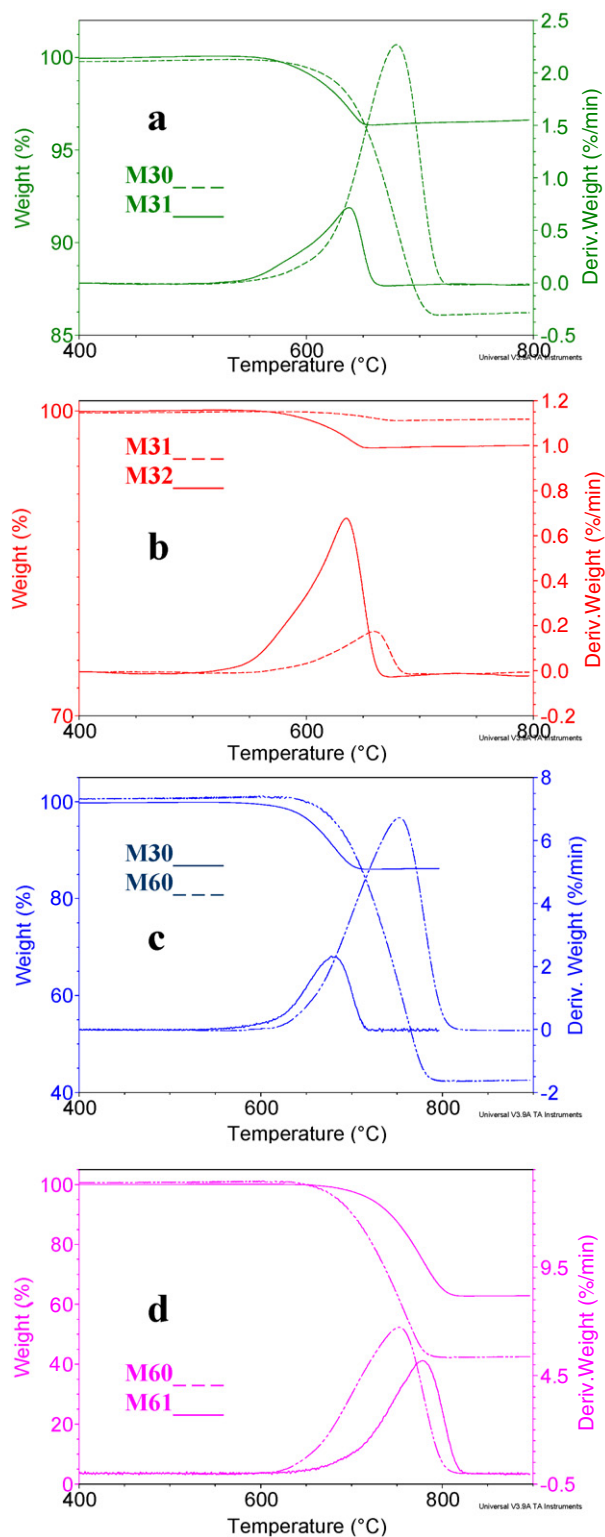 100
95
90
85
Weight (%)
a
M30
M31
2.5
2.0
1.5
1.0
0.5
0.0
-0.5
Deriv.Weight (%/min)
400
600
800
Temperature (°C)
Universal V3.9A TA Instruments
100
70
Weight (%)
M31
M32
b
1.2
1.0
0.8
0.6
0.4
0.2
0.0
-0.2
Deriv.Weight (%/min)
400
600
800
Temperature (°C)
Universal V3.9A TA Instruments
100
80
60
40
Weight (%)
M30
M60
c
8
6
4
2
0
-2
Deriv. Weight (%/min)
400
600
800
Temperature (°C)
Universal V3.9A TA Instruments
100
80
60
40
20
0
Weight (%)
d
M60
M61
9.5
4.5
-0.5
Deriv.Weight (%/min)
400
600
800
Temperature (°C)
Universal V3.9A TA Instruments